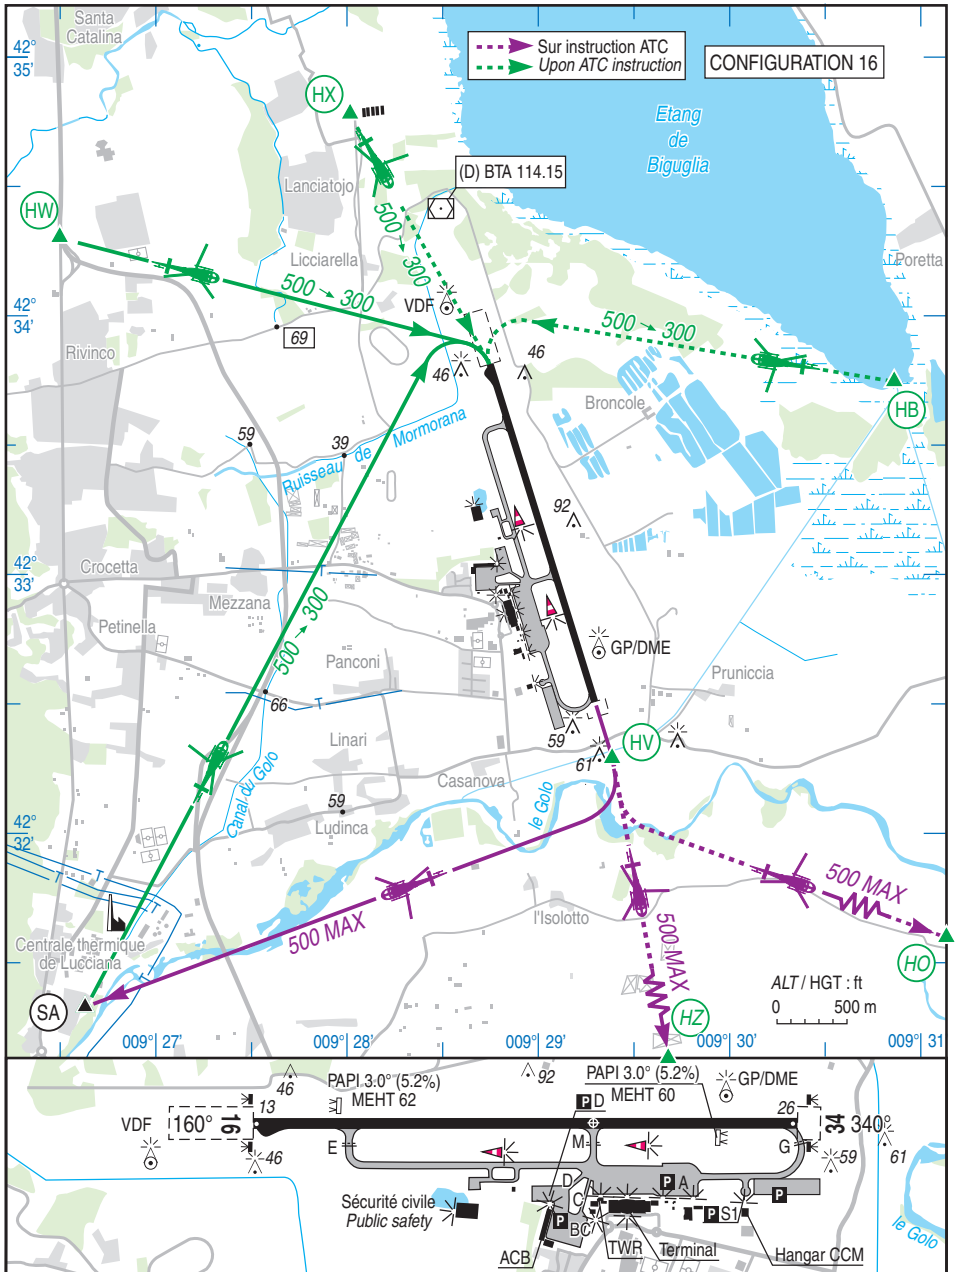 Santa
Catalina
42°
35'
Sur instruction ATC
Upon ATC instruction
CONFIGURATION 16
HX
Etang
de
Biguglia
(D) BTA 114.15
Lanciatojo
HW
500 → 300
Licciarella
Poretta
500 → 300
VDF
42°
34'
500 → 300
69
Rivinco
46
46
HB
Broncole
59
39
Ruisseau de Mormorana
92
42°
33'
Crocetta
Mezzana
Petinella
500 → 300
Panconi
GP/DME
Pruniccia
66
59
HV
Linari
61
Casanova
Canal du Golo
le Golo
59
Ludinca
42°
32'
500 MAX
l'Isolotto
500 MAX
500 MAX
Centrale thermique
de Lucciana
HO
SA
ALT / HGT : ft
0 500 m
HZ
009° 27'
009° 28'
009° 29'
009° 30'
009° 31
46
PAPI 3.0° (5.2%)
MEHT 62
92
PAPI 3.0° (5.2%)
MEHT 60
GP/DME
VDF
13
P D
26
160°
16
34
340°
E
M
G
46
59
61
D
P A
C
P
Sécurité civile
Public safety
P
BC
P S1
le Golo
ACB
TWR
Terminal
Hangar CCM